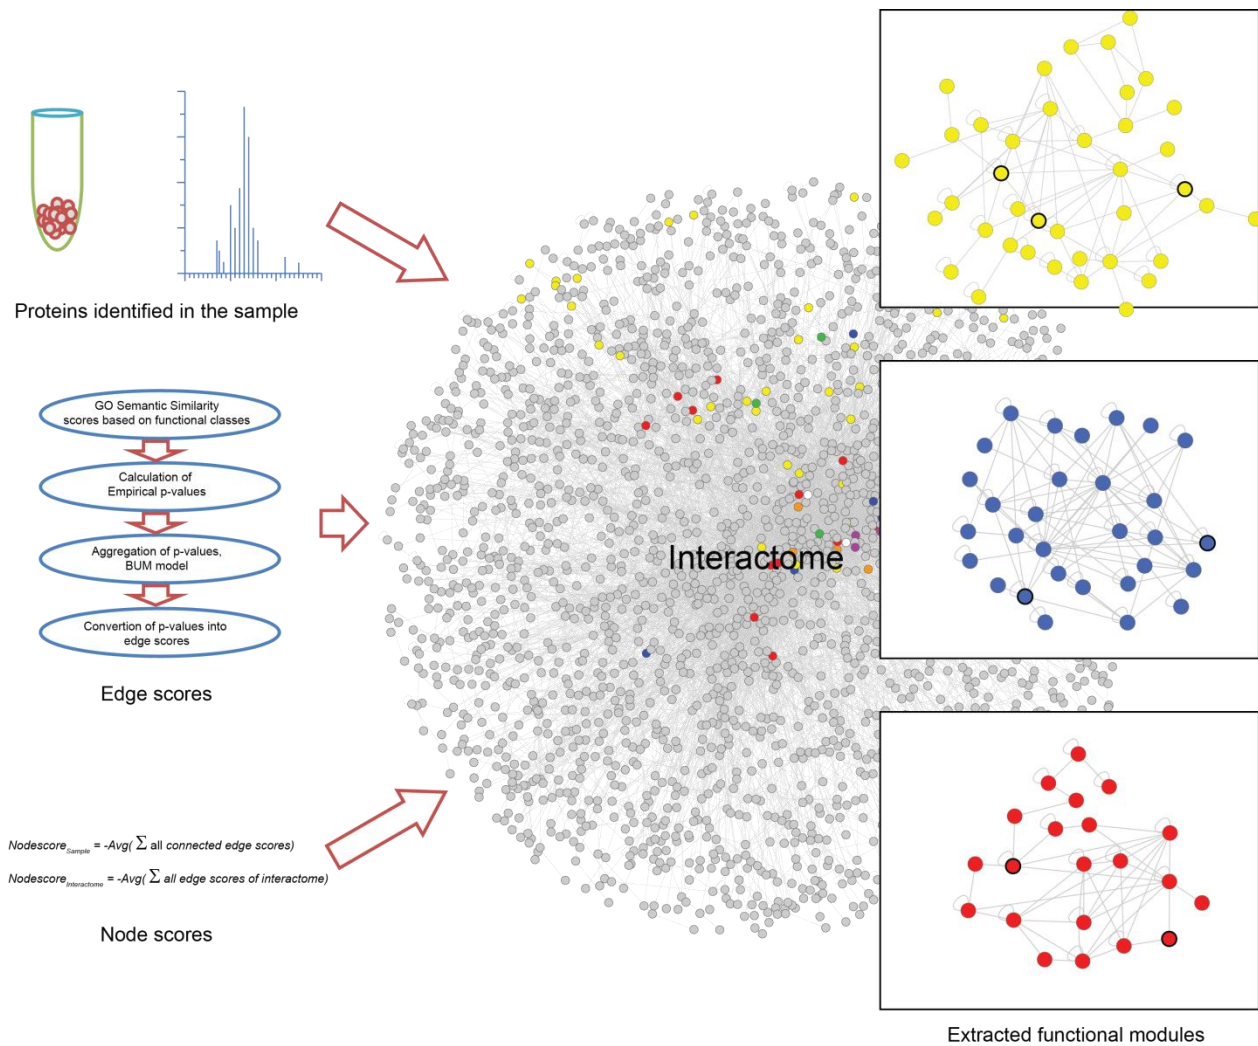 Proteins identified in the sample
GO Semantic Similarity
scores based on functional classes
Calculation of
Empirical p-values
Aggregation of p-values,
BUM model
Convertion of p-values into
edge scores
Edge scores
Nodescore_Sample = -Avg( ∑ all connected edge scores)
Nodescore_Interactome = -Avg( ∑ all edge scores of interactome)
Node scores
Interactome
Extracted functional modules